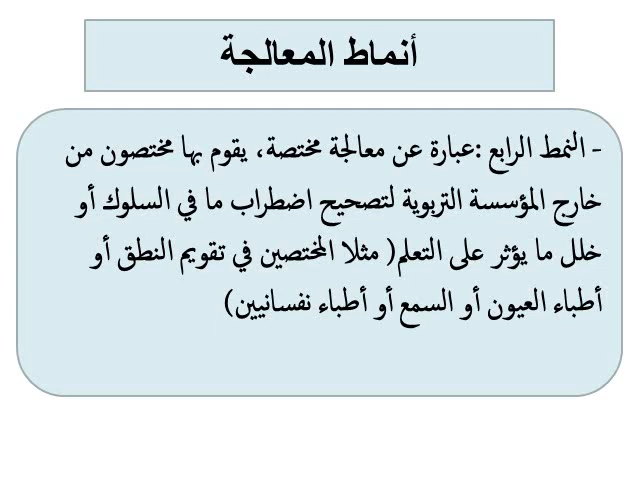 أنماط المعالجة
- النمط الرابع :عبارة عن معالجة مختصة، يقوم بها مختصون من
خارج المؤسسة التربوية لتصحيح اضطراب ما في السلوك أو
خلل ما يؤثر على التعلم( مثلا المختصين في تقويم النطق أو
أطباء العيون أو السمع أو أطباء نفسانيين)